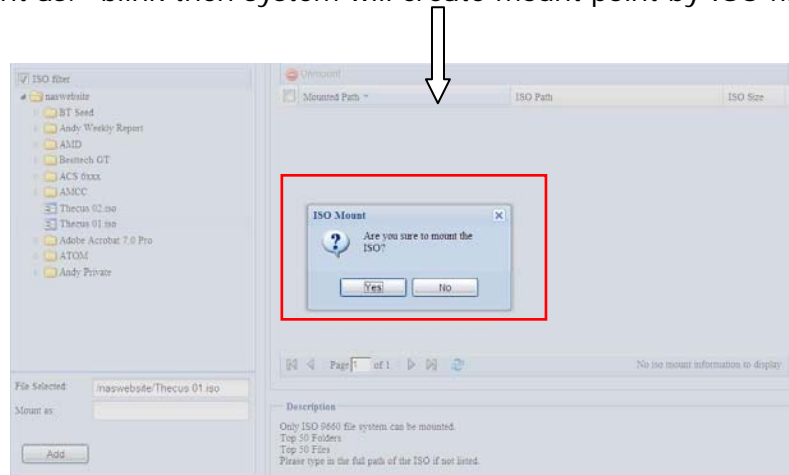 blink then system will create mount point by ISO
ISO filter
naswebsite
BT Seed
Andy Weekly Report
AMD
Besttech GT
ACS 6xxx
AMCC
Thecus 02.iso
Thecus 01.iso
Adobe Acrobat 7.0 Pro
ATOM
Andy Private
File Selected: /naswebsite/Thecus 01.iso
Mount as:
Add
Unmount
Mounted Path ISO Path ISO Size
ISO Mount
Are you sure to mount the
ISO?
Yes No
Page 1 of 1 No iso mount information to display
Description
Only ISO 9660 file system can be mounted.
Top 50 Folders
Top 50 Files
Please type in the full path of the ISO if not listed.